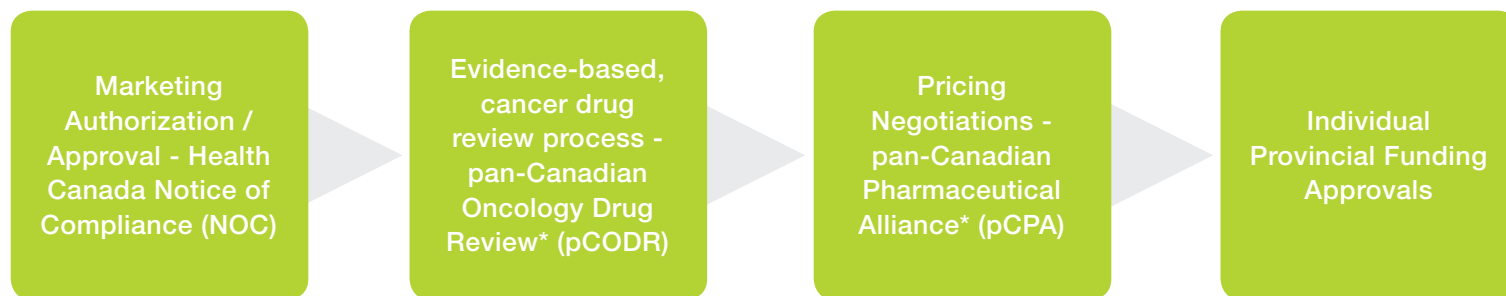 Marketing
Authorization /
Approval - Health
Canada Notice of
Compliance (NOC)
Evidence-based,
cancer drug
review process -
pan-Canadian
Oncology Drug
Review* (pCODR)
Pricing
Negotiations -
pan-Canadian
Pharmaceutical
Alliance* (pCPA)
Individual
Provincial Funding
Approvals